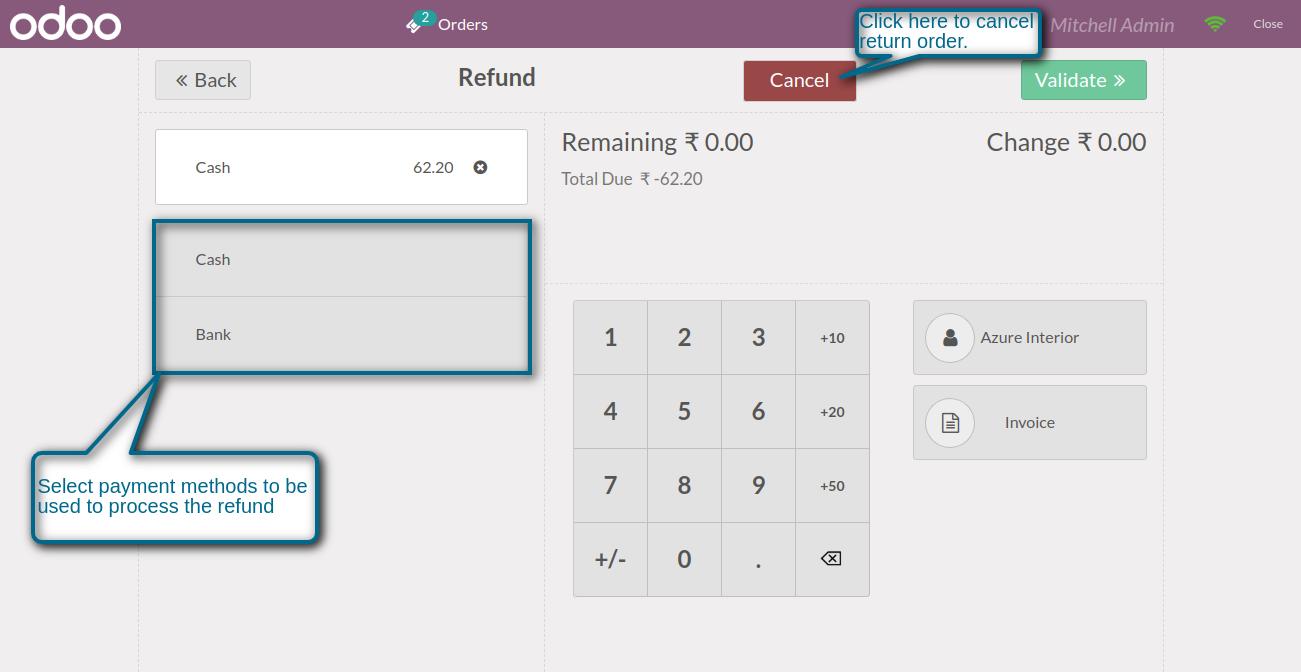 odoo
2
Orders
Click here to cancel
return order.
Mitchell Admin
Close
« Back
Refund
Cancel
Validate »
Cash 62.20
Remaining ₹ 0.00
Change ₹ 0.00
Total Due ₹ -62.20
Cash
Bank
1 2 3 +10
4 5 6 +20
7 8 9 +50
+/- 0 .
Azure Interior
Invoice
Select payment methods to be
used to process the refund